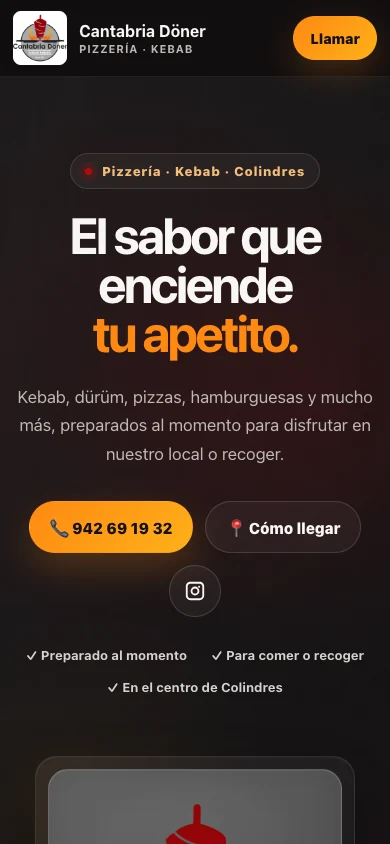 Cantabria Döner
Cantabria Döner
PIZZERÍA · KEBAB
Llamar
Pizzería · Kebab · Colindres
El sabor que
enciende
tu apetito.
Kebab, dürüm, pizzas, hamburguesas y mucho
más, preparados al momento para disfrutar en
nuestro local o recoger.
942 69 19 32
Cómo llegar
✓ Preparado al momento
✓ Para comer o recoger
✓ En el centro de Colindres